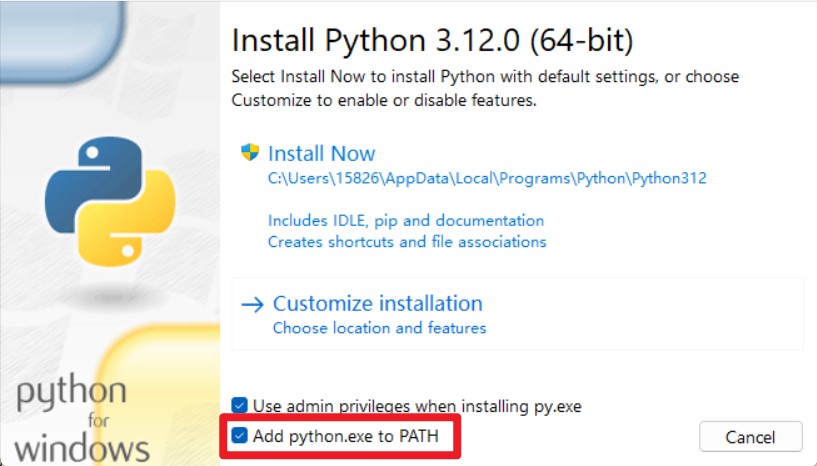 Install Python 3.12.0 (64-bit)
Select Install Now to install Python with default settings, or choose
Customize to enable or disable features.
Install Now
C:\Users\15826\AppData\Local\Programs\Python\Python312
Includes IDLE, pip and documentation
Creates shortcuts and file associations
Customize installation
Choose location and features
Use admin privileges when installing py.exe
Add python.exe to PATH
Cancel
python
for
windows